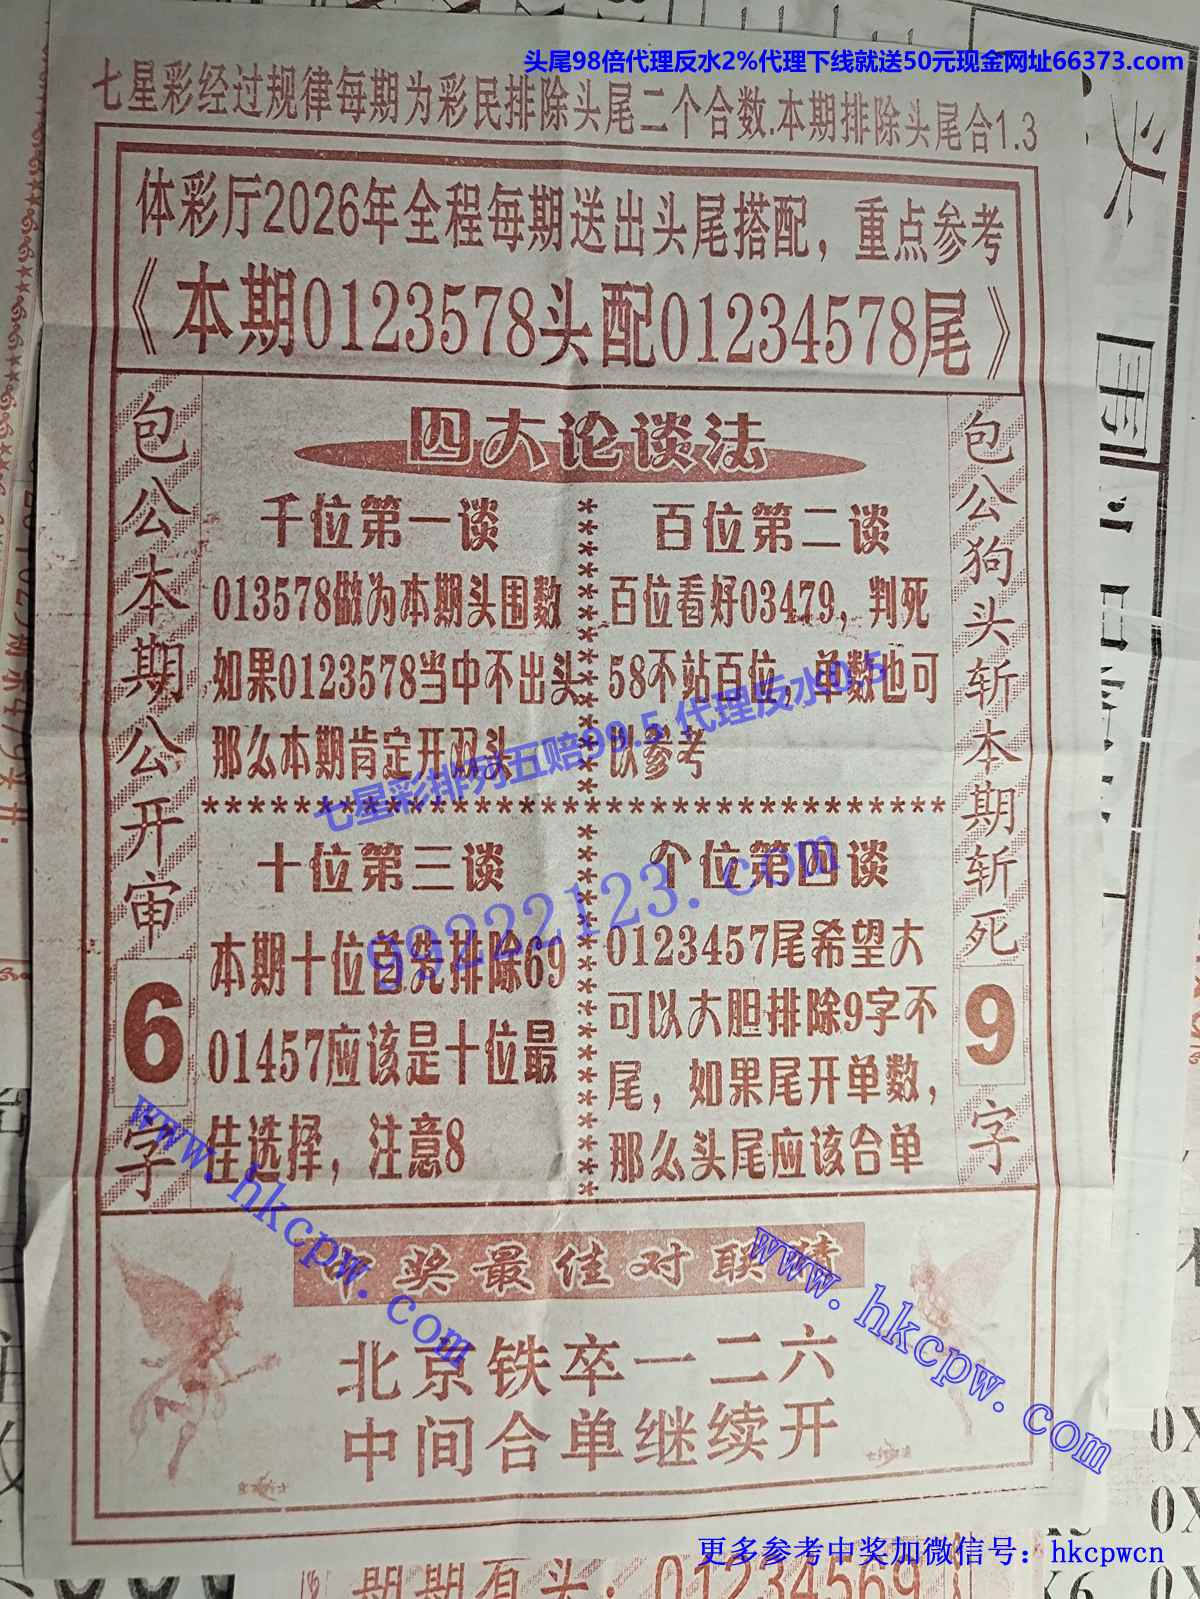 头尾98倍代理反水2%代理下线就送50元现金网址66373.com
七星彩经过规律每期为彩民排除头尾二个合数.本期排除头尾合1.3
体彩厅2026年全程每期送出头尾搭配，重点参考
《本期0123578头配01234578尾》
包公本期公开审6字
四大论谈法
千位第一谈
013578做为本期头围数
如果0123578当中不出头
那么本期肯定开双头
百位第二谈
百位看好03479，判死
58不站百位，单数也可
以参考
七星彩排列五赔99.5 代理反水0.5
99222123.com
十位第三谈
本期十位首先排除69
01457应该是十位最
佳选择，注意8
个位第四谈
0123457尾希望大
可以大胆排除9字不
尾，如果尾开单数，
那么头尾应该合单
包公狗头斩本期斩死9字
www.hkcpw.com
www.hkcpw.com
奖最佳对联
北京铁卒一二六
中间合单继续开
更多参考中奖加微信号：hkcpwcn
期期有头：01234569
头